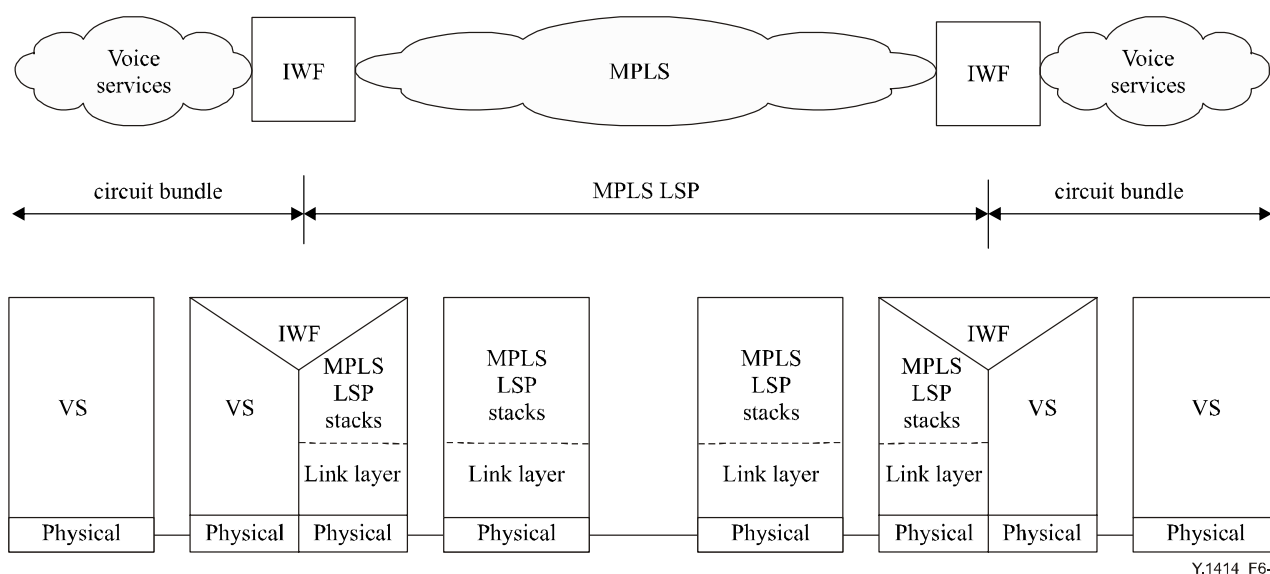 Voice
services
IWF
MPLS
IWF
Voice
services
circuit bundle
MPLS LSP
circuit bundle
VS
IWF
VS
MPLS
LSP
stacks
Link layer
MPLS
LSP
stacks
Link layer
MPLS
LSP
stacks
Link layer
IWF
MPLS
LSP
stacks
Link layer
VS
VS
Physical
Physical
Physical
Physical
Physical
Physical
Physical
Physical
Y.1414_F6-